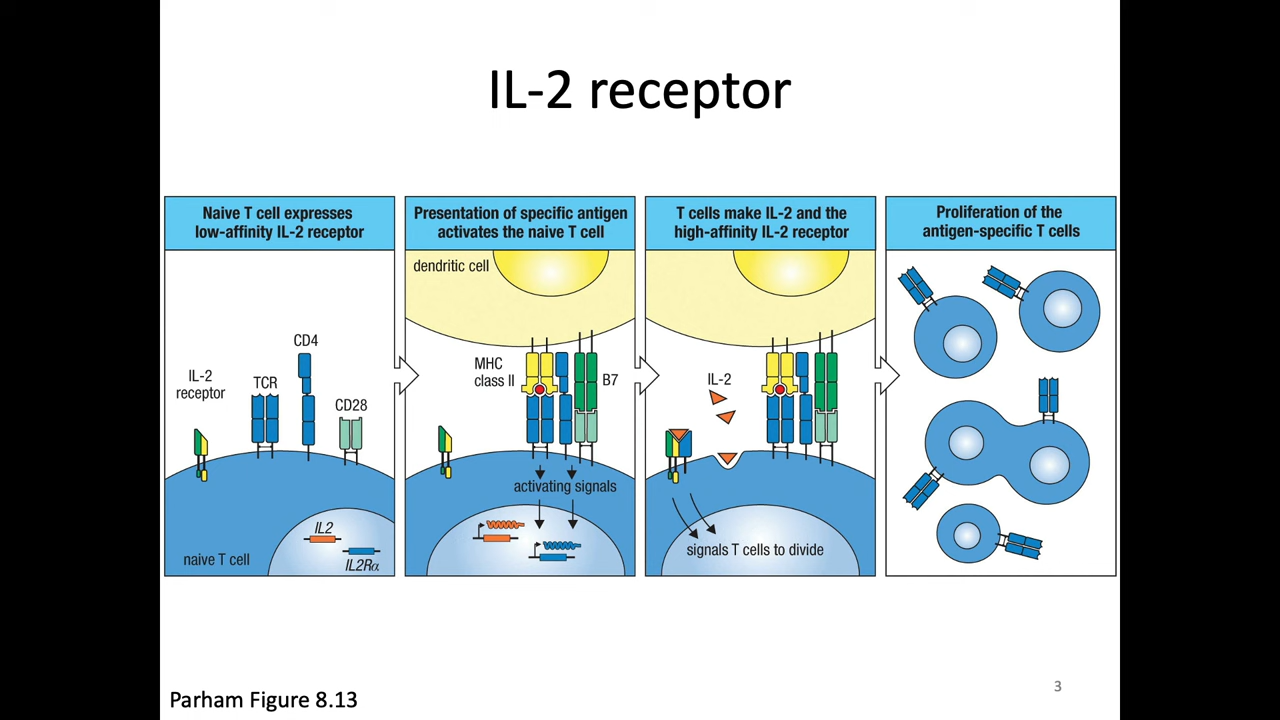 IL-2 receptor
Naive T cell expresses
low-affinity IL-2 receptor
IL-2
receptor
TCR
CD4
CD28
naive T cell
IL2
IL2Rα
Presentation of specific antigen
activates the naive T cell
dendritic cell
MHC
class II
B7
activating signals
T cells make IL-2 and the
high-affinity IL-2 receptor
IL-2
signals T cells to divide
Proliferation of the
antigen-specific T cells
Parham Figure 8.13
3